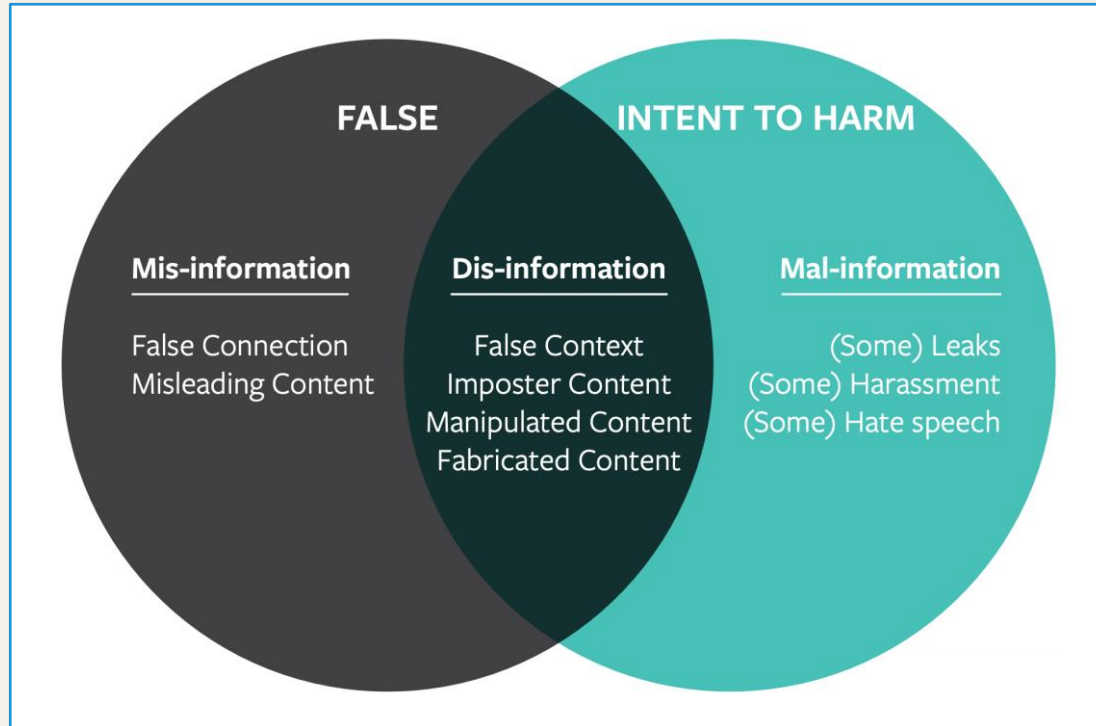 FALSE
INTENT TO HARM
Mis-information
False Connection
Misleading Content
Dis-information
False Context
Imposter Content
Manipulated Content
Fabricated Content
Mal-information
(Some) Leaks
(Some) Harassment
(Some) Hate speech